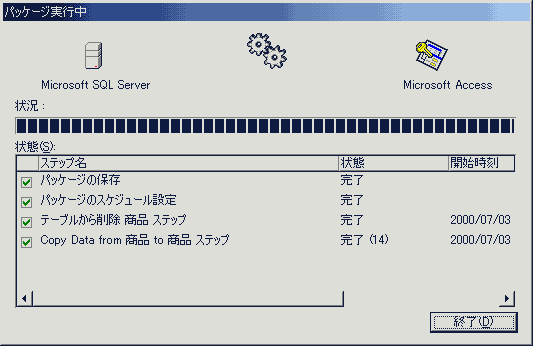 パッケージ実行中
Microsoft SQL Server
Microsoft Access
状況：
状態(S):
ステップ名 状態 開始時刻
パッケージの保存 完了
パッケージのスケジュール設定 完了
テーブルから削除 商品 ステップ 完了 2000/07/03
Copy Data from 商品 to 商品 ステップ 完了 (14) 2000/07/03
終了(D)